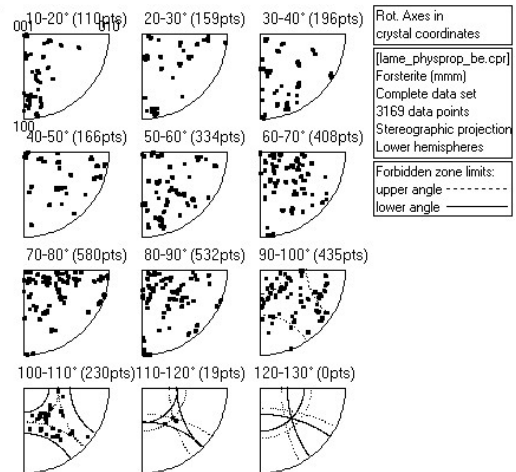 10-20° (110pts)
20-30° (159pts)
30-40° (196pts)
001
010
100
40-50° (166pts)
50-60° (334pts)
60-70° (408pts)
70-80° (580pts)
80-90° (532pts)
90-100° (435pts)
100-110° (230pts)
110-120° (19pts)
120-130° (0pts)
Rot. Axes in
crystal coordinates
[lame_physprop_be.cpr]
Forsterite (mmm)
Complete data set
3169 data points
Stereographic projection
Lower hemispheres
Forbidden zone limits:
upper angle
lower angle